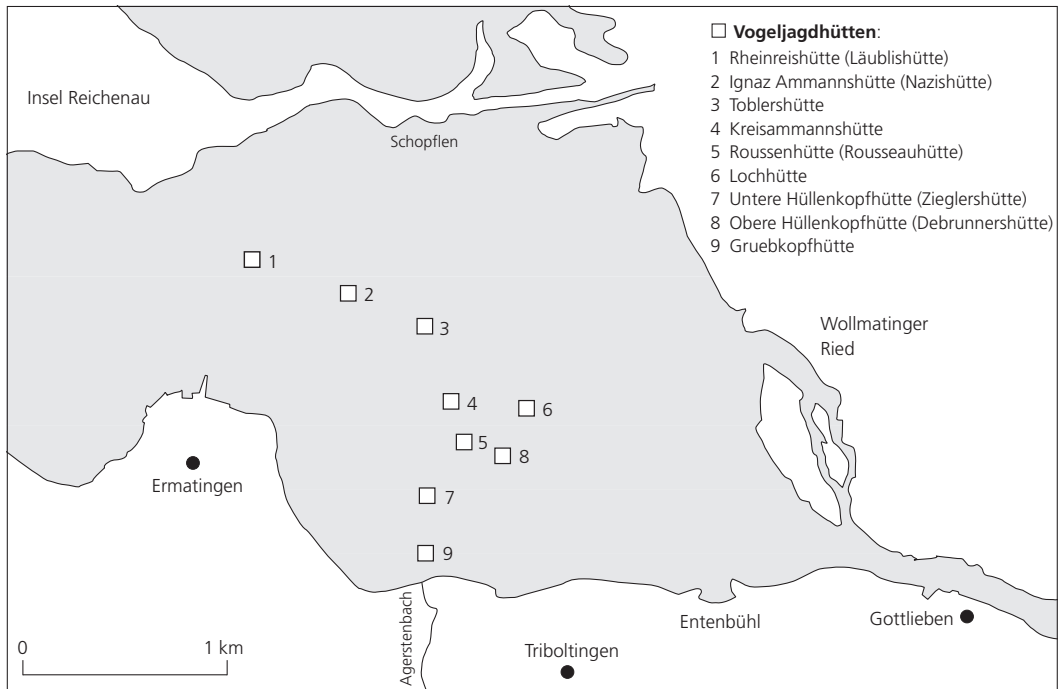 □ Vogeljagdhütten:
1 Rheinreishütte (Läublishütte)
2 Ignaz Ammannshütte (Nazishütte)
3 Toblershütte
4 Kreisammannshütte
5 Roussenhütte (Rousseauhütte)
6 Lochhütte
7 Untere Hüllenkopfhütte (Zieglershütte)
8 Obere Hüllenkopfhütte (Debrunnershütte)
9 Gruebkopfhütte
Insel Reichenau
Schopflen
1
2
3
Wollmatinger
Ried
4
6
5
8
Ermatingen
7
9
Agerstenbach
Entenbühl
Gottlieben
0 1 km
Triboltingen